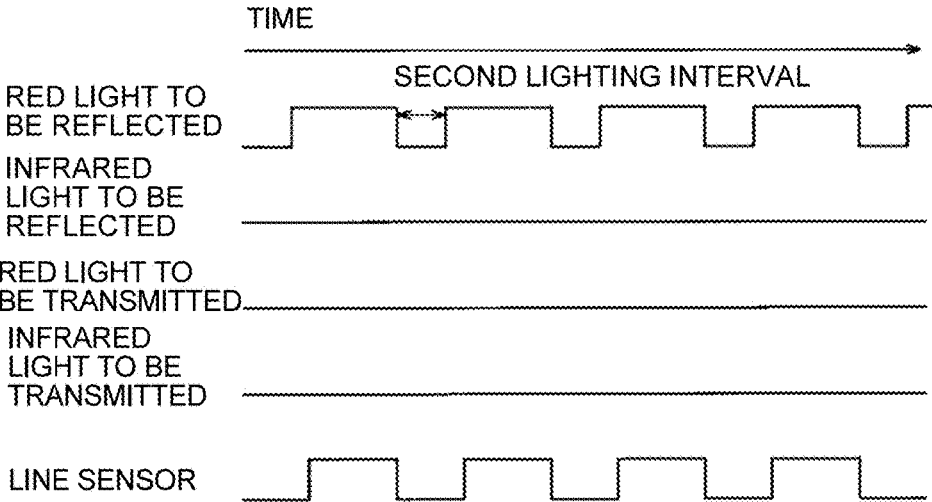 TIME
SECOND LIGHTING INTERVAL
RED LIGHT TO
BE REFLECTED
INFRARED
LIGHT TO BE
REFLECTED
RED LIGHT TO
BE TRANSMITTED
INFRARED
LIGHT TO BE
TRANSMITTED
LINE SENSOR